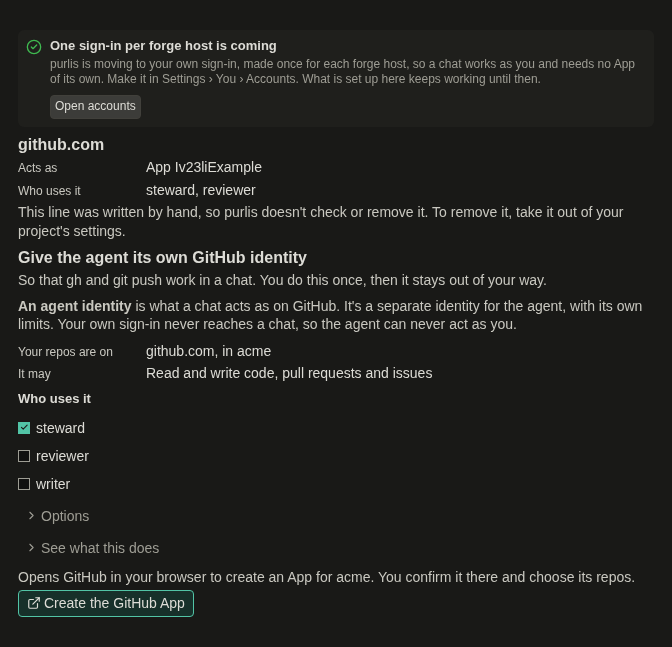 One sign-in per forge host is coming
purlis is moving to your own sign-in, made once for each forge host, so a chat works as you and needs no App
of its own. Make it in Settings › You › Accounts. What is set up here keeps working until then.
Open accounts
github.com
Acts as App Iv23liExample
Who uses it steward, reviewer
This line was written by hand, so purlis doesn't check or remove it. To remove it, take it out of your
project's settings.
Give the agent its own GitHub identity
So that gh and git push work in a chat. You do this once, then it stays out of your way.
An agent identity is what a chat acts as on GitHub. It's a separate identity for the agent, with its own
limits. Your own sign-in never reaches a chat, so the agent can never act as you.
Your repos are on github.com, in acme
It may Read and write code, pull requests and issues
Who uses it
steward
reviewer
writer
Options
See what this does
Opens GitHub in your browser to create an App for acme. You confirm it there and choose its repos.
Create the GitHub App